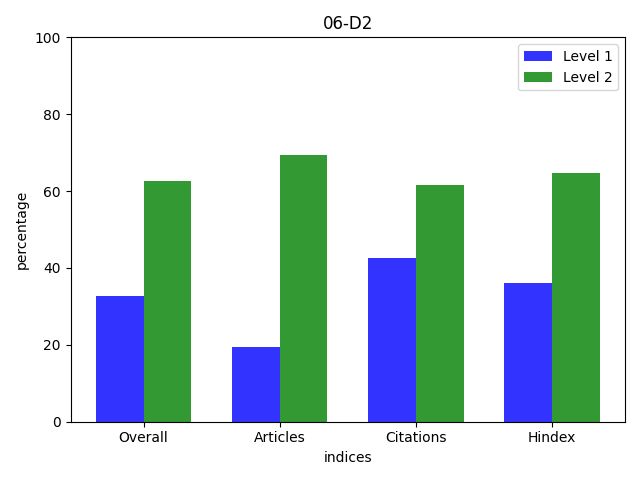 06-D2
100
80
60
40
20
0
percentage
Level 1
Level 2
Overall
Articles
Citations
Hindex
indices